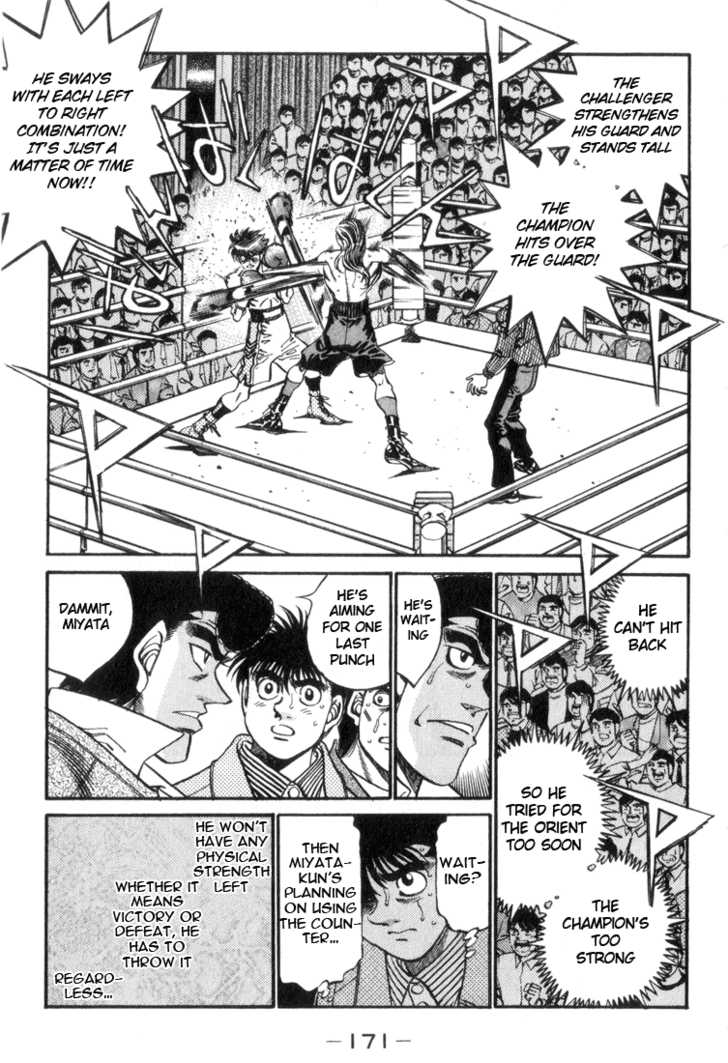 THE
CHALLENGER
STRENGTHENS
HIS GUARD AND
STANDS TALL
THE
CHAMPION
HITS OVER
THE GUARD!
HE SWAYS
WITH EACH LEFT
TO RIGHT
COMBINATION!
IT'S JUST A
MATTER OF TIME
NOW!!
HE
CAN'T HIT
BACK
SO HE
TRIED FOR
THE ORIENT
TOO SOON
THE
CHAMPION'S
TOO
STRONG
HE'S
WAIT-
ING
HE'S
AIMING
FOR ONE
LAST
PUNCH
DAMMIT,
MIYATA
WAIT-
ING?
THEN
MIYATA-
KUN'S
PLANNING
ON USING
THE COUN-
TER...
HE WON'T
HAVE ANY
PHYSICAL
STRENGTH
LEFT
WHETHER IT
MEANS
VICTORY OR
DEFEAT, HE
HAS TO
THROW IT
REGARD-
LESS...
-171-